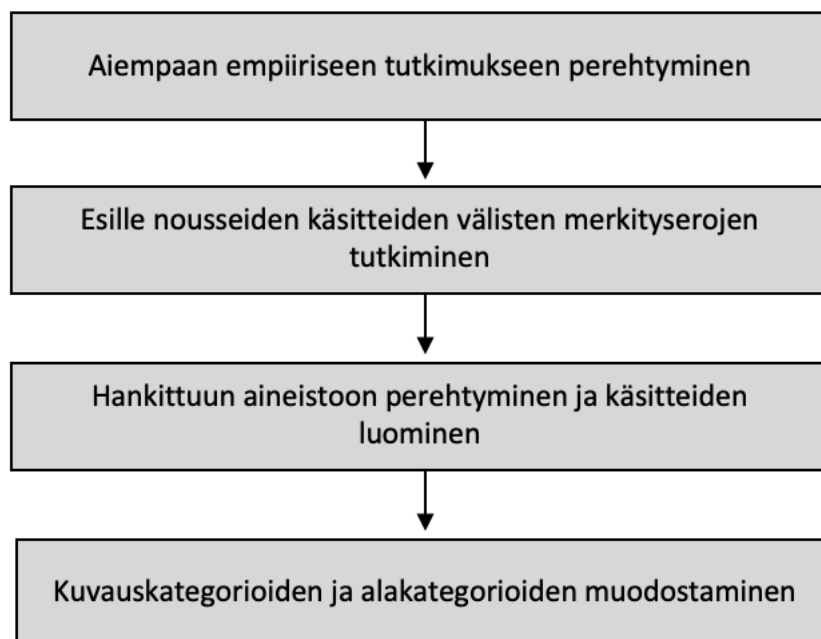 Aiempaan empiiriseen tutkimukseen perehtyminen
Esille nousseiden käsitteiden välisten merkityserojen
tutkiminen
Hankittuun aineistoon perehtyminen ja käsitteiden
luominen
Kuvauskategorioiden ja alakategorioiden muodostaminen